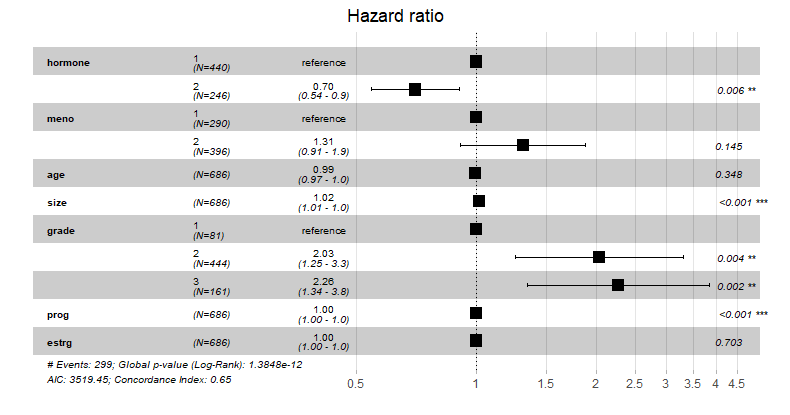 Hazard ratio
hormone 1 reference
(N=440)
2 0.70
(N=246) (0.54 - 0.9) 0.006 **
meno 1 reference
(N=290)
2 1.31
(N=396) (0.91 - 1.9) 0.145
age (N=686) 0.99
(0.97 - 1.0) 0.348
size (N=686) 1.02
(1.01 - 1.0) <0.001 ***
grade 1 reference
(N=81)
2 2.03
(N=444) (1.25 - 3.3) 0.004 **
3 2.26
(N=161) (1.34 - 3.8) 0.002 **
prog (N=686) 1.00
(1.00 - 1.0) <0.001 ***
estrg (N=686) 1.00
(1.00 - 1.0) 0.703
# Events: 299; Global p-value (Log-Rank): 1.3848e-12
AIC: 3519.45; Concordance Index: 0.65
0.5 1 1.5 2 2.5 3 3.5 4 4.5